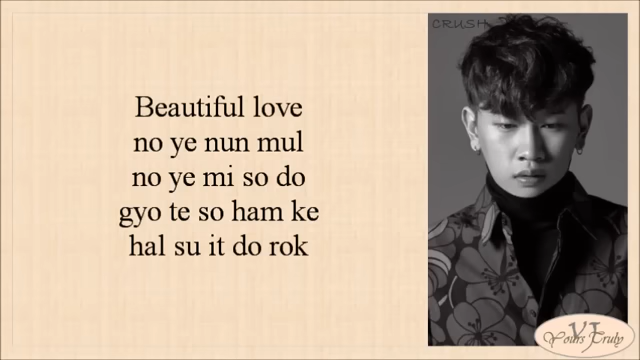 CRUSH
Beautiful love
no ye nun mul
no ye mi so do
gyo te so ham ke
hal su it do rok
YJ
Yours Truly